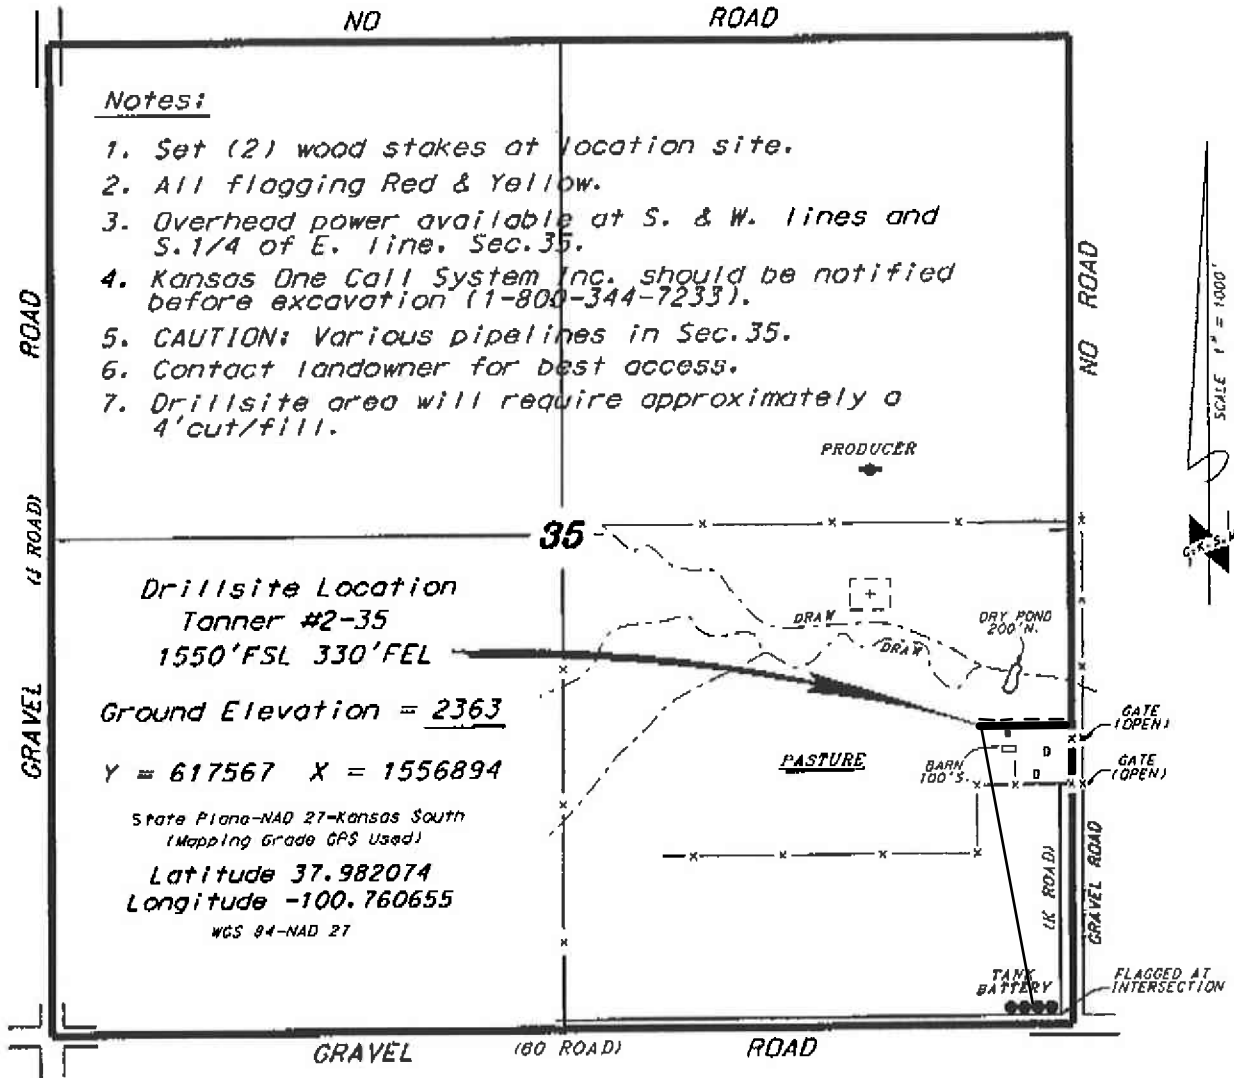 NO ROAD
Notes:
1. Set (2) wood stakes at location site.
2. All flagging Red & Yellow.
3. Overhead power available at S. & W. lines and
S.1/4 of E. line. Sec.35.
4. Kansas One Call System Inc. should be notified
before excavation (1-800-344-7233).
5. CAUTION: Various pipelines in Sec.35.
6. Contact landowner for best access.
7. Drillsite area will require approximately a
4'cut/fill.
GRAVEL (J ROAD) ROAD
NO ROAD
SCALE 1" = 1000'
PRODUCER
35
C.K.S.W
Drillsite Location
Tanner #2-35
1550'FSL 330'FEL
Ground Elevation = 2363
Y = 617567 X = 1556894
State Plane-NAD 27-Kansas South
(Mapping Grade GPS Used)
Latitude 37.982074
Longitude -100.760655
WGS 84-NAD 27
DRAW
DRAW
DRY POND
200'N.
GATE
(OPEN)
PASTURE
BARN
100'S.
D
D
GATE
(OPEN)
(K ROAD)
GRAVEL ROAD
TANK
BATTERY
FLAGGED AT
INTERSECTION
GRAVEL (60 ROAD) ROAD